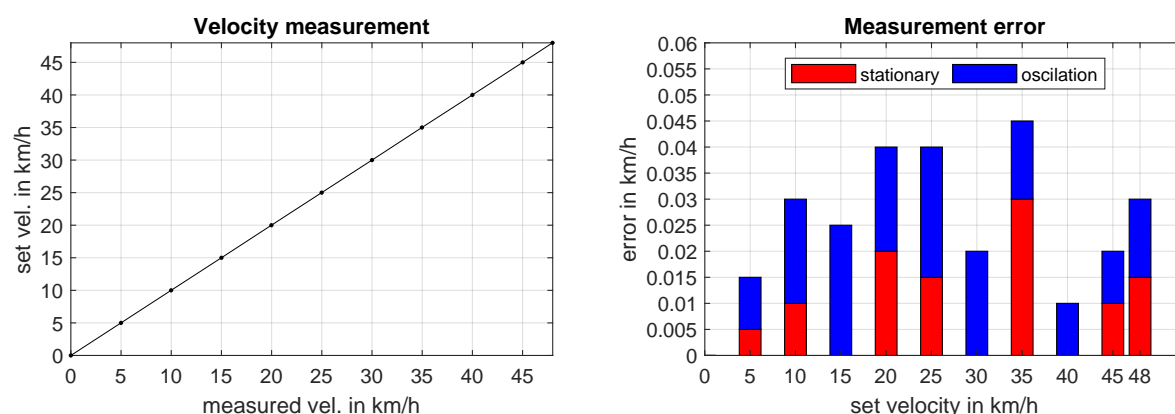 Velocity measurement
45
40
35
30
25
20
15
10
5
0
set vel. in km/h
0 5 10 15 20 25 30 35 40 45
measured vel. in km/h
Measurement error
0.06
0.055
0.05
0.045
0.04
0.035
0.03
0.025
0.02
0.015
0.01
0.005
0
error in km/h
stationary oscilation
0 5 10 15 20 25 30 35 40 45 48
set velocity in km/h